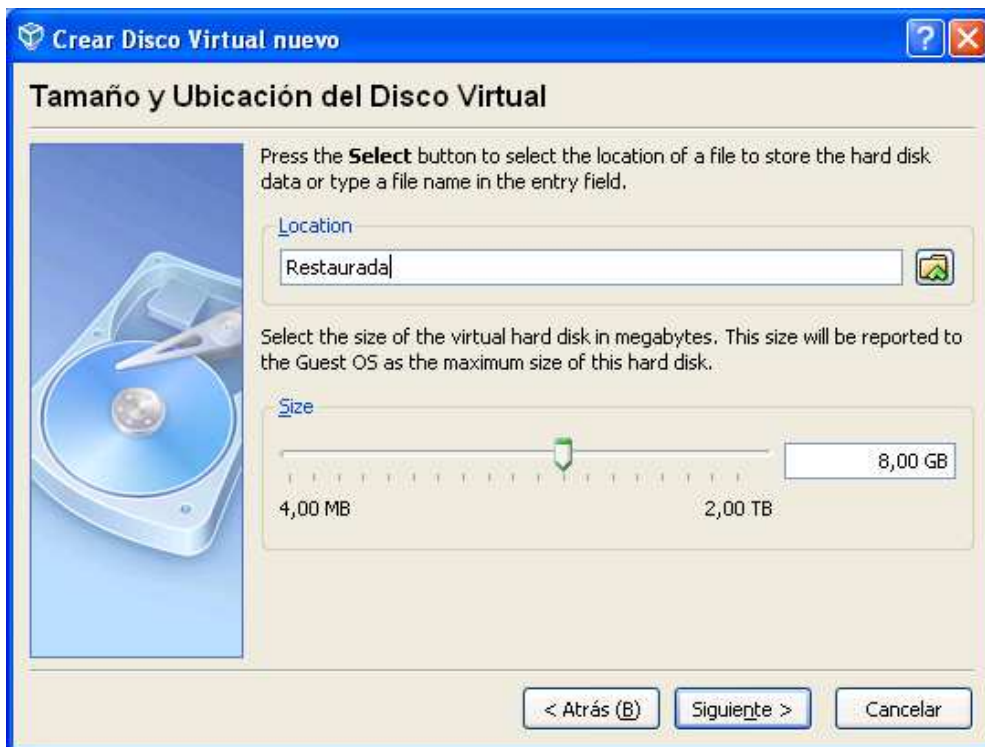 Crear Disco Virtual nuevo
Tamaño y Ubicación del Disco Virtual
Press the Select button to select the location of a file to store the hard disk
data or type a file name in the entry field.
Location
Restaurada
Select the size of the virtual hard disk in megabytes. This size will be reported to
the Guest OS as the maximum size of this hard disk.
Size
8,00 GB
4,00 MB
2,00 TB
< Atrás (B)
Siguiente >
Cancelar